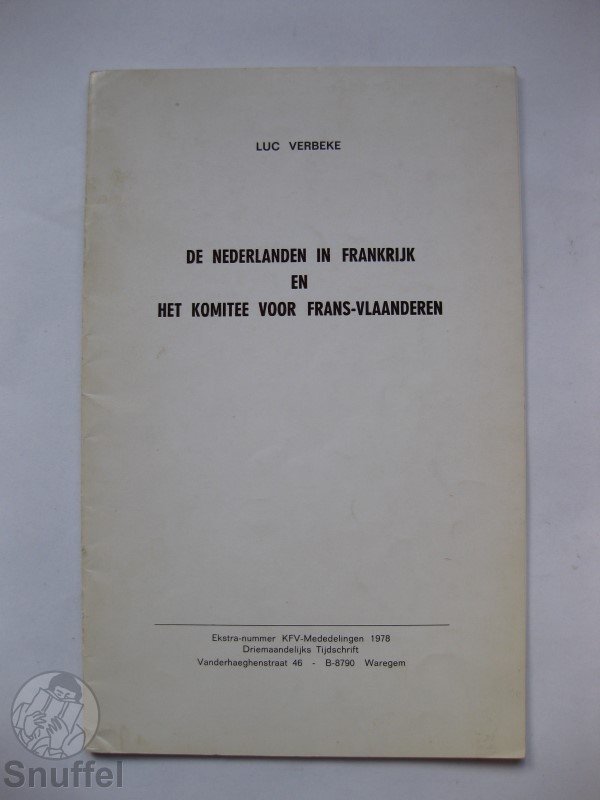 LUC VERBEKE
DE NEDERLANDEN IN FRANKRIJK
EN
HET KOMITEE VOOR FRANS-VLAANDEREN
Ekstra-nummer KFV-Mededelingen 1978
Driemaandelijks Tijdschrift
Vanderhaeghenstraat 46 - B-8790 Waregem
Snuffel